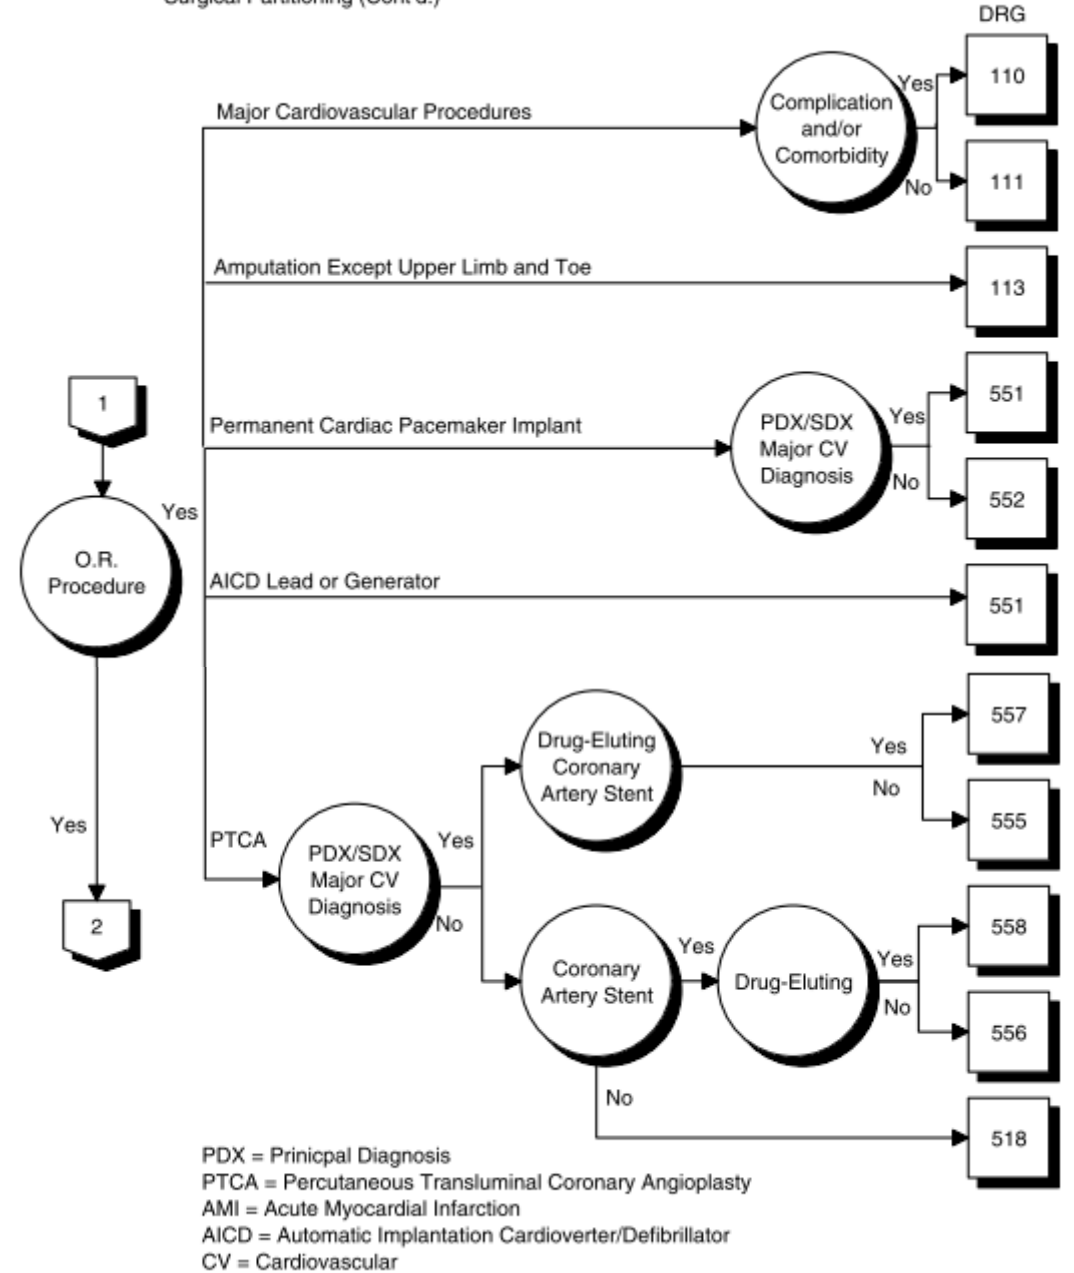 Surgical Partitioning (Cont'd.)
DRG
Major Cardiovascular Procedures
Complication
and/or
Comorbidity
Yes
No
110
111
Amputation Except Upper Limb and Toe
113
1
O.R.
Procedure
Yes
Permanent Cardiac Pacemaker Implant
PDX/SDX
Major CV
Diagnosis
Yes
No
551
552
AICD Lead or Generator
551
Yes
2
PTCA
PDX/SDX
Major CV
Diagnosis
Yes
No
Drug-Eluting
Coronary
Artery Stent
Yes
No
557
555
Coronary
Artery Stent
Yes
Drug-Eluting
Yes
No
558
556
No
518
PDX = Prinicpal Diagnosis
PTCA = Percutaneous Transluminal Coronary Angioplasty
AMI = Acute Myocardial Infarction
AICD = Automatic Implantation Cardioverter/Defibrillator
CV = Cardiovascular